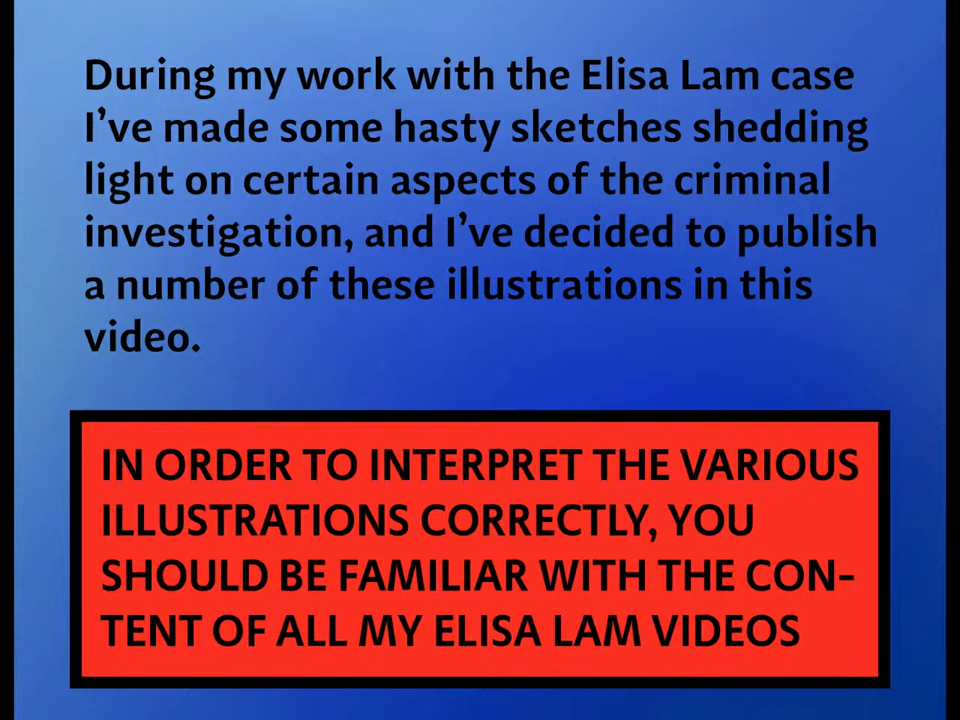 During my work with the Elisa Lam case
I've made some hasty sketches shedding
light on certain aspects of the criminal
investigation, and I've decided to publish
a number of these illustrations in this
video.
IN ORDER TO INTERPRET THE VARIOUS
ILLUSTRATIONS CORRECTLY, YOU
SHOULD BE FAMILIAR WITH THE CON-
TENT OF ALL MY ELISA LAM VIDEOS